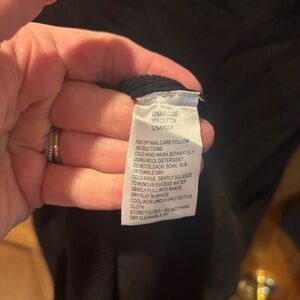 FOR OPTIMAL CARE FOLLOW
INSTRUCTIONS
COLD HAND WASH SEPARATELY
USING WOOL DETERGENT
DO NOT BLEACH, SOAK, RUB
OR TUMBLE DRY
COLD RINSE. GENTLY SQUEEZE
TO REMOVE EXCESS WATER
GENTLY PULL INTO SHAPE
DRY FLAT IN SHADE
COOL IRON UNDER PROTECTIVE
CLOTH
STORE FOLDED - DO NOT HANG
DRY CLEANABLE (P)